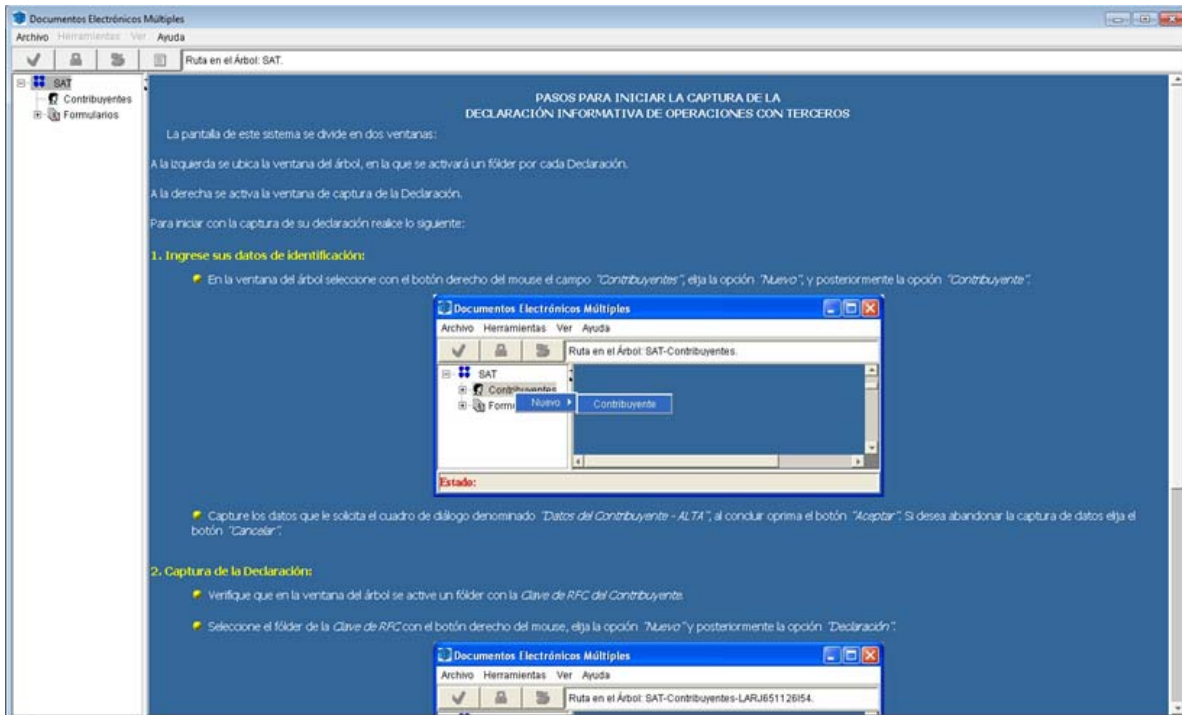 Documentos Electrónicos Múltiples
Archivo Herramientas Ver Ayuda
Ruta en el Árbol: SAT.
SAT
Contribuyentes
Formularios
PASOS PARA INICIAR LA CAPTURA DE LA
DECLARACIÓN INFORMATIVA DE OPERACIONES CON TERCEROS
La pantalla de este sistema se divide en dos ventanas:
A la izquierda se ubica la ventana del árbol, en la que se activará un fólder por cada Declaración.
A la derecha se activa la ventana de captura de la Declaración.
Para iniciar con la captura de su declaración realice lo siguiente:
1. Ingrese sus datos de identificación:
En la ventana del árbol seleccione con el botón derecho del mouse el campo "Contribuyentes", elija la opción "Nuevo", y posteriormente la opción "Contribuyente".
Documentos Electrónicos Múltiples
Archivo Herramientas Ver Ayuda
Ruta en el Árbol: SAT-Contribuyentes.
SAT
Contribuyentes
Formu
Nuevo
Contribuyente
Estado:
Capture los datos que le solicita el cuadro de diálogo denominado "Datos del Contribuyente - ALTA", al concluir oprima el botón "Aceptar". Si desea abandonar la captura de datos elija el
botón "Cancelar".
2. Captura de la Declaración:
Verifique que en la ventana del árbol se active un fólder con la Clave de RFC del Contribuyente.
Seleccione el fólder de la Clave de RFC con el botón derecho del mouse, elija la opción "Nuevo" y posteriormente la opción "Declaración".
Documentos Electrónicos Múltiples
Archivo Herramientas Ver Ayuda
Ruta en el Árbol: SAT-Contribuyentes-LARJ651126I54.